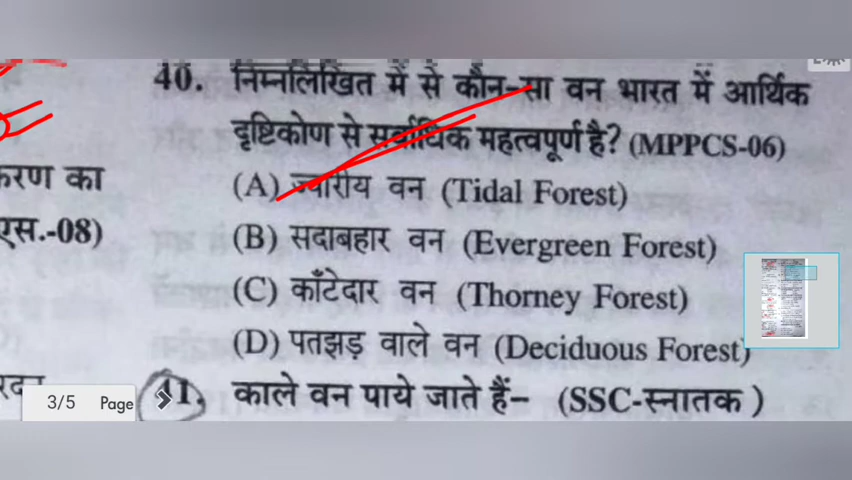 40. निम्नलिखित में से कौन-सा वन भारत में आर्थिक
दृष्टिकोण से सर्वाधिक महत्वपूर्ण है? (MPPCS-06)
करण का
(A) ज्वारीय वन (Tidal Forest)
एस.-08)
(B) सदाबहार वन (Evergreen Forest)
(C) काँटेदार वन (Thorney Forest)
(D) पतझड़ वाले वन (Deciduous Forest)
41. काले वन पाये जाते हैं- (SSC-स्नातक )
3/5 Page